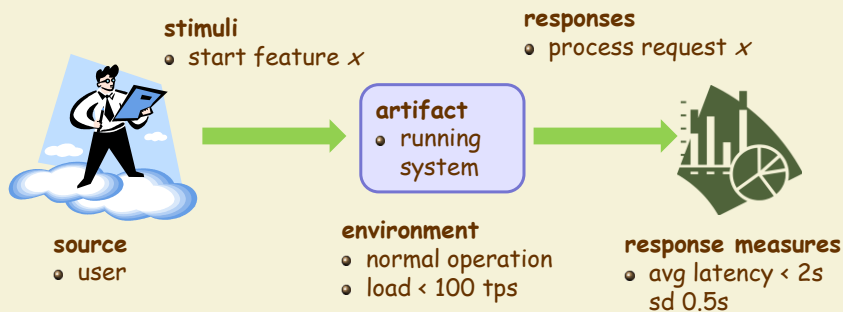 stimuli
start feature x
responses
process request x
artifact
running
system
source
user
environment
normal operation
load < 100 tps
response measures
avg latency < 2s
sd 0.5s